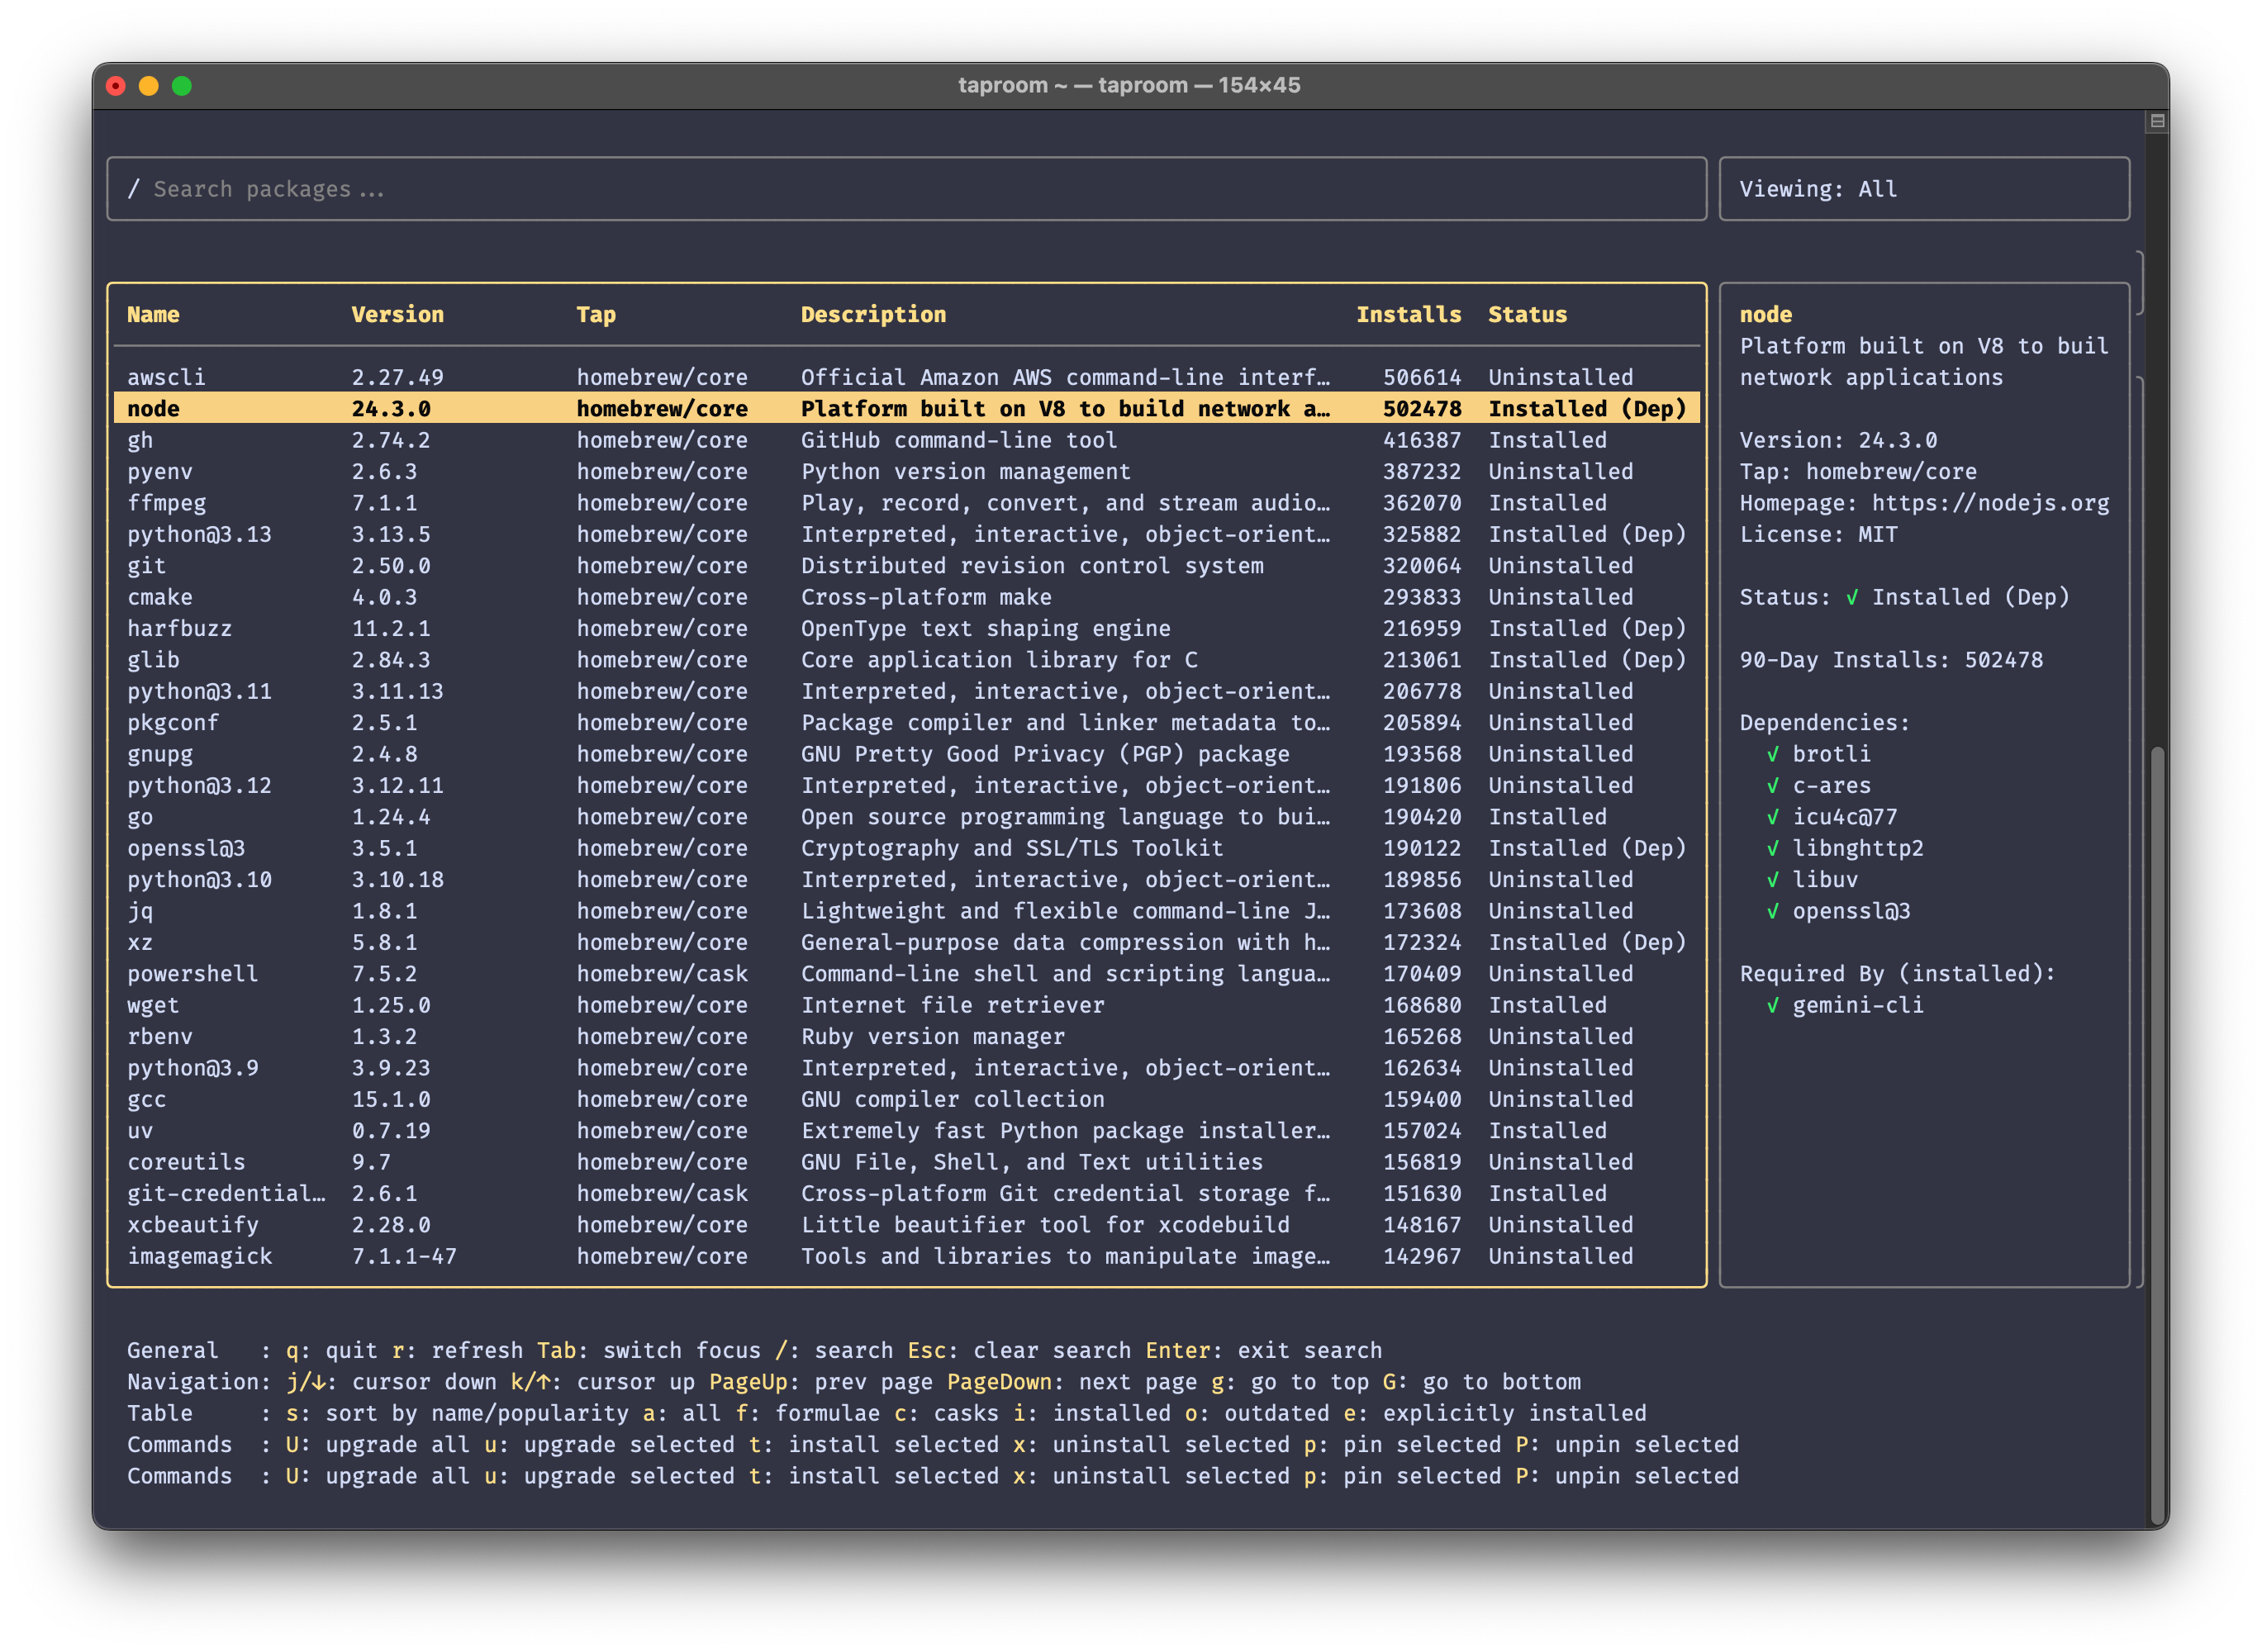 taproom ~ — taproom — 154×45
/ Search packages...
Viewing: All
Name Version Tap Description Installs Status
awscli 2.27.49 homebrew/core Official Amazon AWS command-line interf… 506614 Uninstalled
node 24.3.0 homebrew/core Platform built on V8 to build network a… 502478 Installed (Dep)
gh 2.74.2 homebrew/core GitHub command-line tool 416387 Installed
pyenv 2.6.3 homebrew/core Python version management 387232 Uninstalled
ffmpeg 7.1.1 homebrew/core Play, record, convert, and stream audio… 362070 Installed
python@3.13 3.13.5 homebrew/core Interpreted, interactive, object-orient… 325882 Installed (Dep)
git 2.50.0 homebrew/core Distributed revision control system 320064 Uninstalled
cmake 4.0.3 homebrew/core Cross-platform make 293833 Uninstalled
harfbuzz 11.2.1 homebrew/core OpenType text shaping engine 216959 Installed (Dep)
glib 2.84.3 homebrew/core Core application library for C 213061 Installed (Dep)
python@3.11 3.11.13 homebrew/core Interpreted, interactive, object-orient… 206778 Uninstalled
pkgconf 2.5.1 homebrew/core Package compiler and linker metadata to… 205894 Uninstalled
gnupg 2.4.8 homebrew/core GNU Pretty Good Privacy (PGP) package 193568 Uninstalled
python@3.12 3.12.11 homebrew/core Interpreted, interactive, object-orient… 191806 Uninstalled
go 1.24.4 homebrew/core Open source programming language to bui… 190420 Installed
openssl@3 3.5.1 homebrew/core Cryptography and SSL/TLS Toolkit 190122 Installed (Dep)
python@3.10 3.10.18 homebrew/core Interpreted, interactive, object-orient… 189856 Uninstalled
jq 1.8.1 homebrew/core Lightweight and flexible command-line J… 173608 Uninstalled
xz 5.8.1 homebrew/core General-purpose data compression with h… 172324 Installed (Dep)
powershell 7.5.2 homebrew/cask Command-line shell and scripting langua… 170409 Uninstalled
wget 1.25.0 homebrew/core Internet file retriever 168680 Installed
rbenv 1.3.2 homebrew/core Ruby version manager 165268 Uninstalled
python@3.9 3.9.23 homebrew/core Interpreted, interactive, object-orient… 162634 Uninstalled
gcc 15.1.0 homebrew/core GNU compiler collection 159400 Uninstalled
uv 0.7.19 homebrew/core Extremely fast Python package installer… 157024 Installed
coreutils 9.7 homebrew/core GNU File, Shell, and Text utilities 156819 Uninstalled
git-credential… 2.6.1 homebrew/cask Cross-platform Git credential storage f… 151630 Installed
xcbeautify 2.28.0 homebrew/core Little beautifier tool for xcodebuild 148167 Uninstalled
imagemagick 7.1.1-47 homebrew/core Tools and libraries to manipulate image… 142967 Uninstalled
node
Platform built on V8 to buil
network applications
Version: 24.3.0
Tap: homebrew/core
Homepage: https://nodejs.org
License: MIT
Status: ✓ Installed (Dep)
90-Day Installs: 502478
Dependencies:
✓ brotli
✓ c-ares
✓ icu4c@77
✓ libnghttp2
✓ libuv
✓ openssl@3
Required By (installed):
✓ gemini-cli
General : q: quit r: refresh Tab: switch focus /: search Esc: clear search Enter: exit search
Navigation: j/↓: cursor down k/↑: cursor up PageUp: prev page PageDown: next page g: go to top G: go to bottom
Table : s: sort by name/popularity a: all f: formulae c: casks i: installed o: outdated e: explicitly installed
Commands : U: upgrade all u: upgrade selected t: install selected x: uninstall selected p: pin selected P: unpin selected
Commands : U: upgrade all u: upgrade selected t: install selected x: uninstall selected p: pin selected P: unpin selected